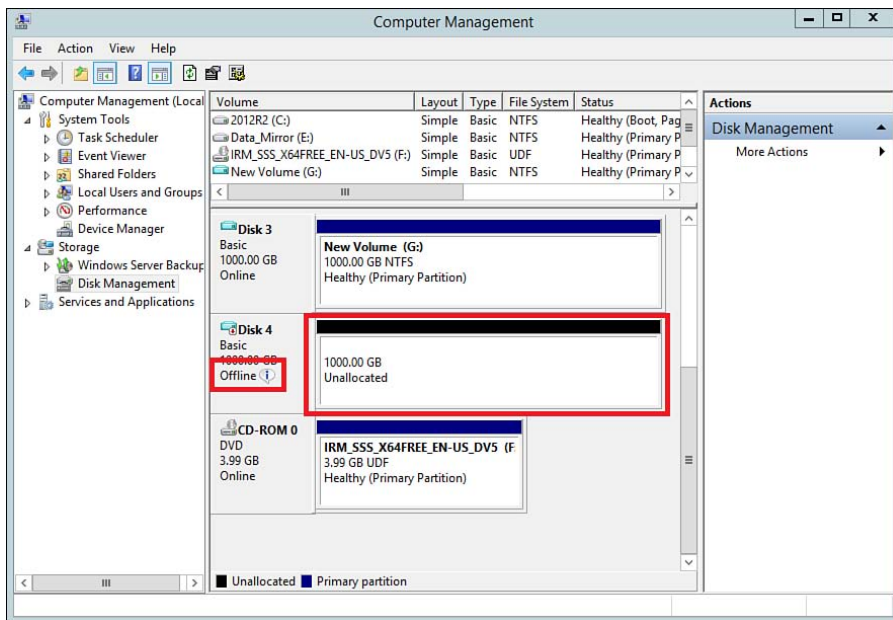 Computer Management
File Action View Help
Computer Management (Local
System Tools
Task Scheduler
Event Viewer
Shared Folders
Local Users and Groups
Performance
Device Manager
Storage
Windows Server Backup
Disk Management
Services and Applications
Volume Layout Type File System Status
2012R2 (C:) Simple Basic NTFS Healthy (Boot, Pag
Data_Mirror (E:) Simple Basic NTFS Healthy (Primary P
IRM_SSS_X64FREE_EN-US_DV5 (F:) Simple Basic UDF Healthy (Primary P
New Volume (G:) Simple Basic NTFS Healthy (Primary P
Disk 3
Basic
1000.00 GB
Online
New Volume (G:)
1000.00 GB NTFS
Healthy (Primary Partition)
Disk 4
Basic
1000.00 GB
Offline
1000.00 GB
Unallocated
CD-ROM 0
DVD
3.99 GB
Online
IRM_SSS_X64FREE_EN-US_DV5 (F:
3.99 GB UDF
Healthy (Primary Partition)
Unallocated Primary partition
Actions
Disk Management
More Actions